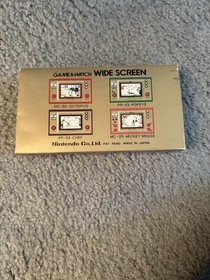 GAME&WATCH WIDE SCREEN
OC-22 OCTOPUS
PP-23 POPEYE
FP-24 CHEF
MC-25 MICKEY MOUSE
Nintendo Co.,Ltd. PAT. PEND. MADE IN JAPAN